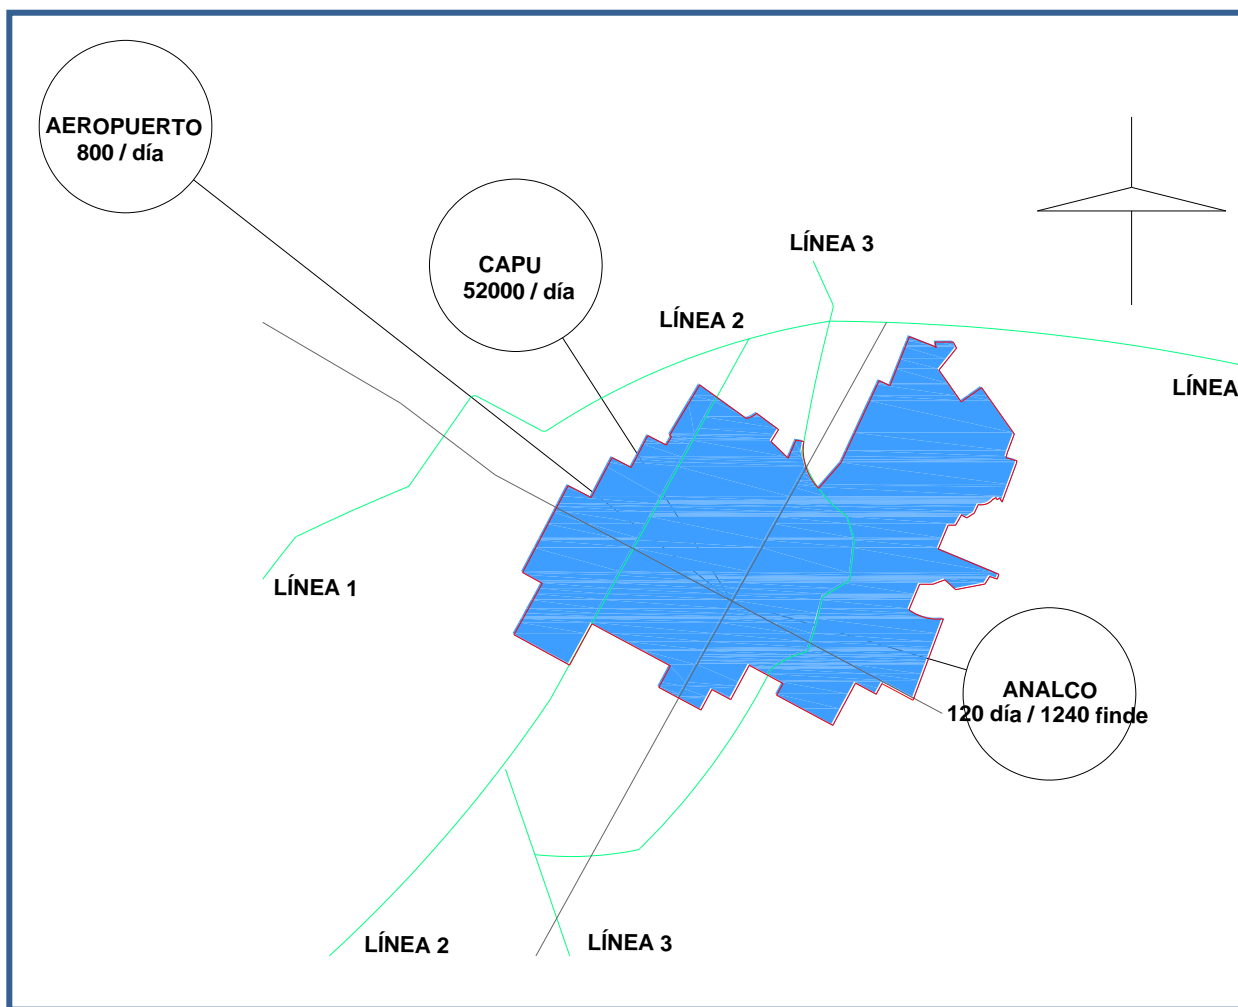 AEROPUERTO
800 / día
CAPU
52000 / día
LÍNEA 3
LÍNEA 2
LÍNEA
LÍNEA 1
ANALCO
120 día / 1240 finde
LÍNEA 2
LÍNEA 3